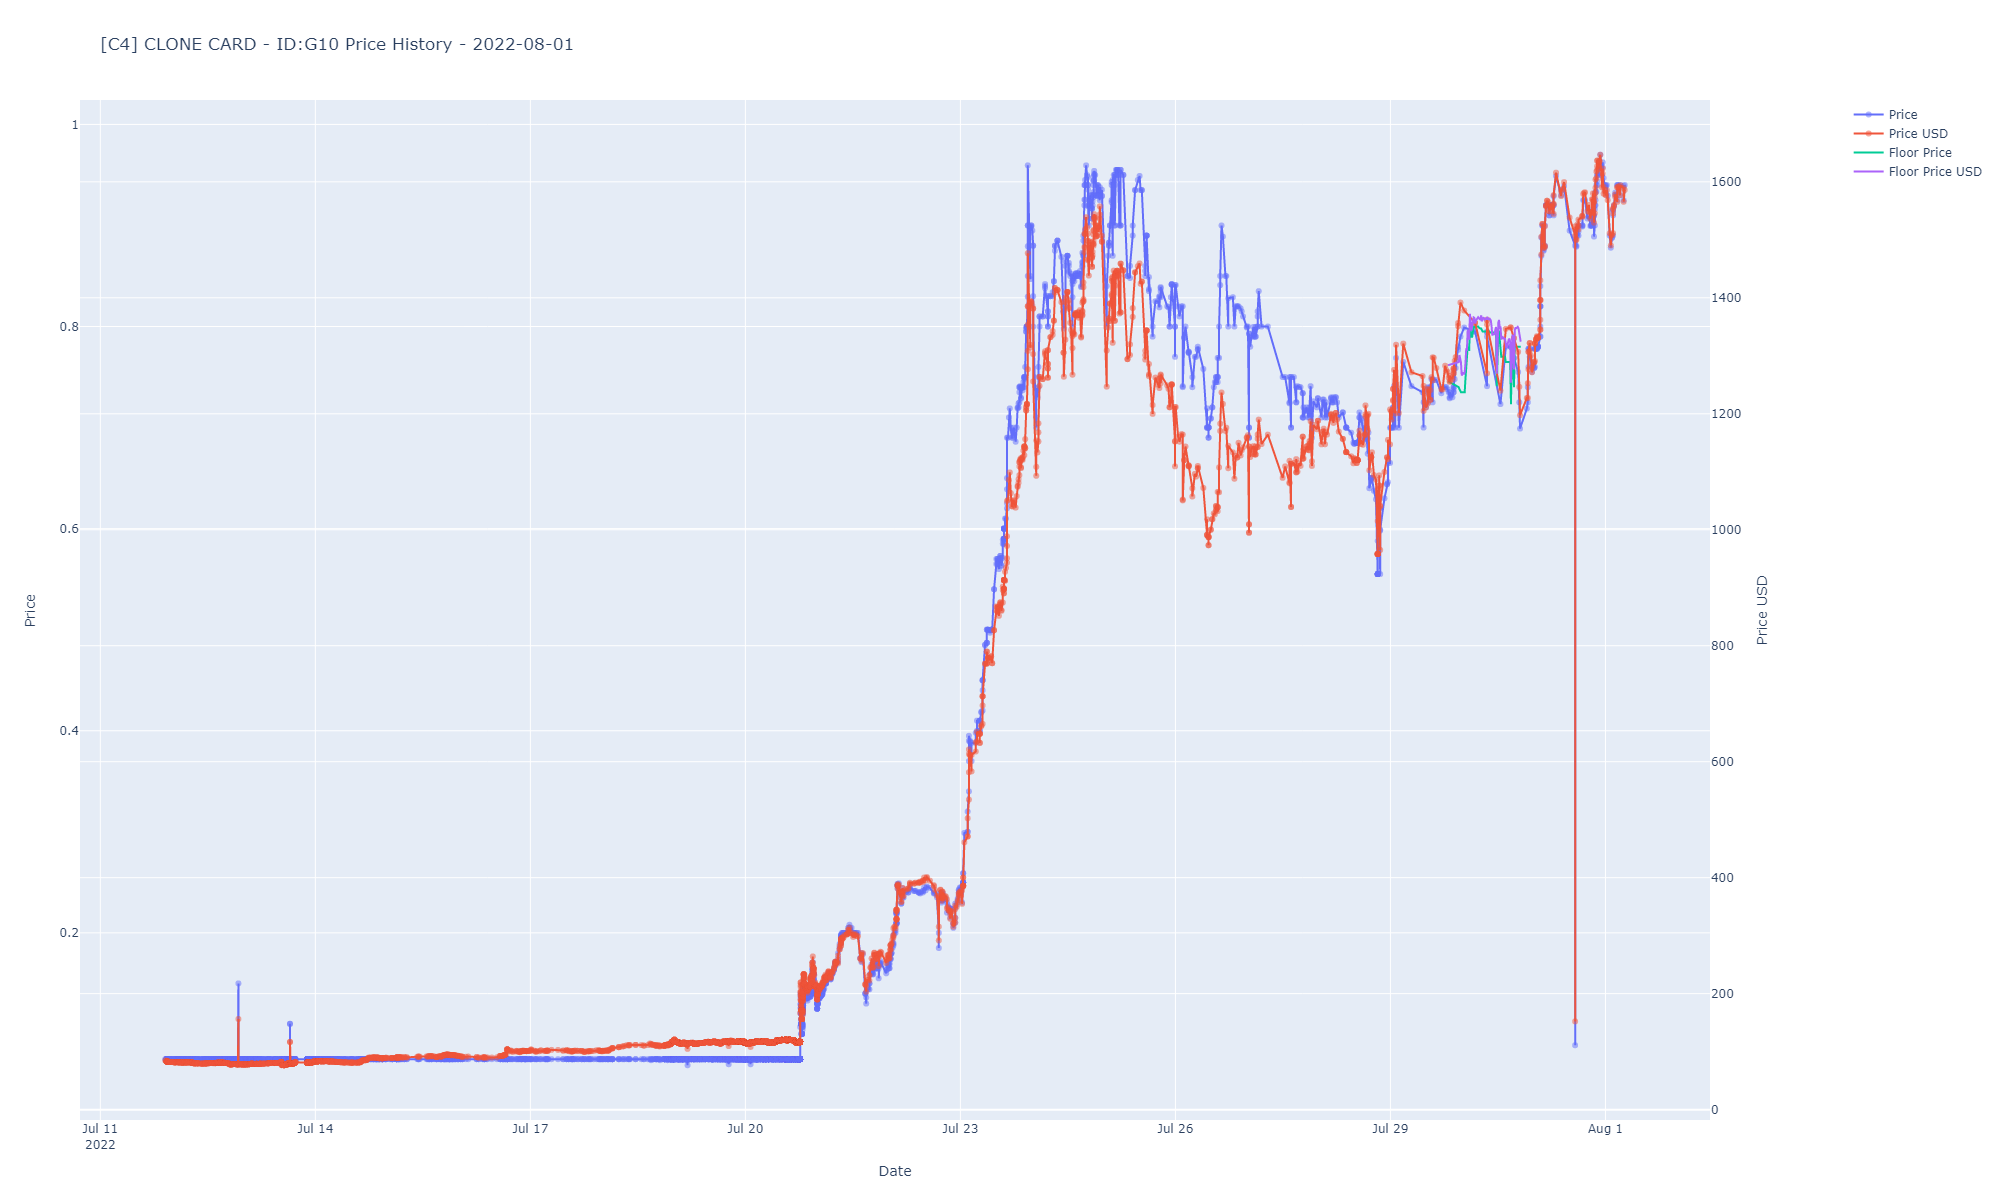 [C4] CLONE CARD - ID:G10 Price History - 2022-08-01
Price
Price USD
Floor Price
Floor Price USD
1
0.8
0.6
0.4
0.2
Price
1600
1400
1200
1000
800
600
400
200
0
Price USD
Jul 11
2022
Jul 14
Jul 17
Jul 20
Jul 23
Jul 26
Jul 29
Aug 1
Date